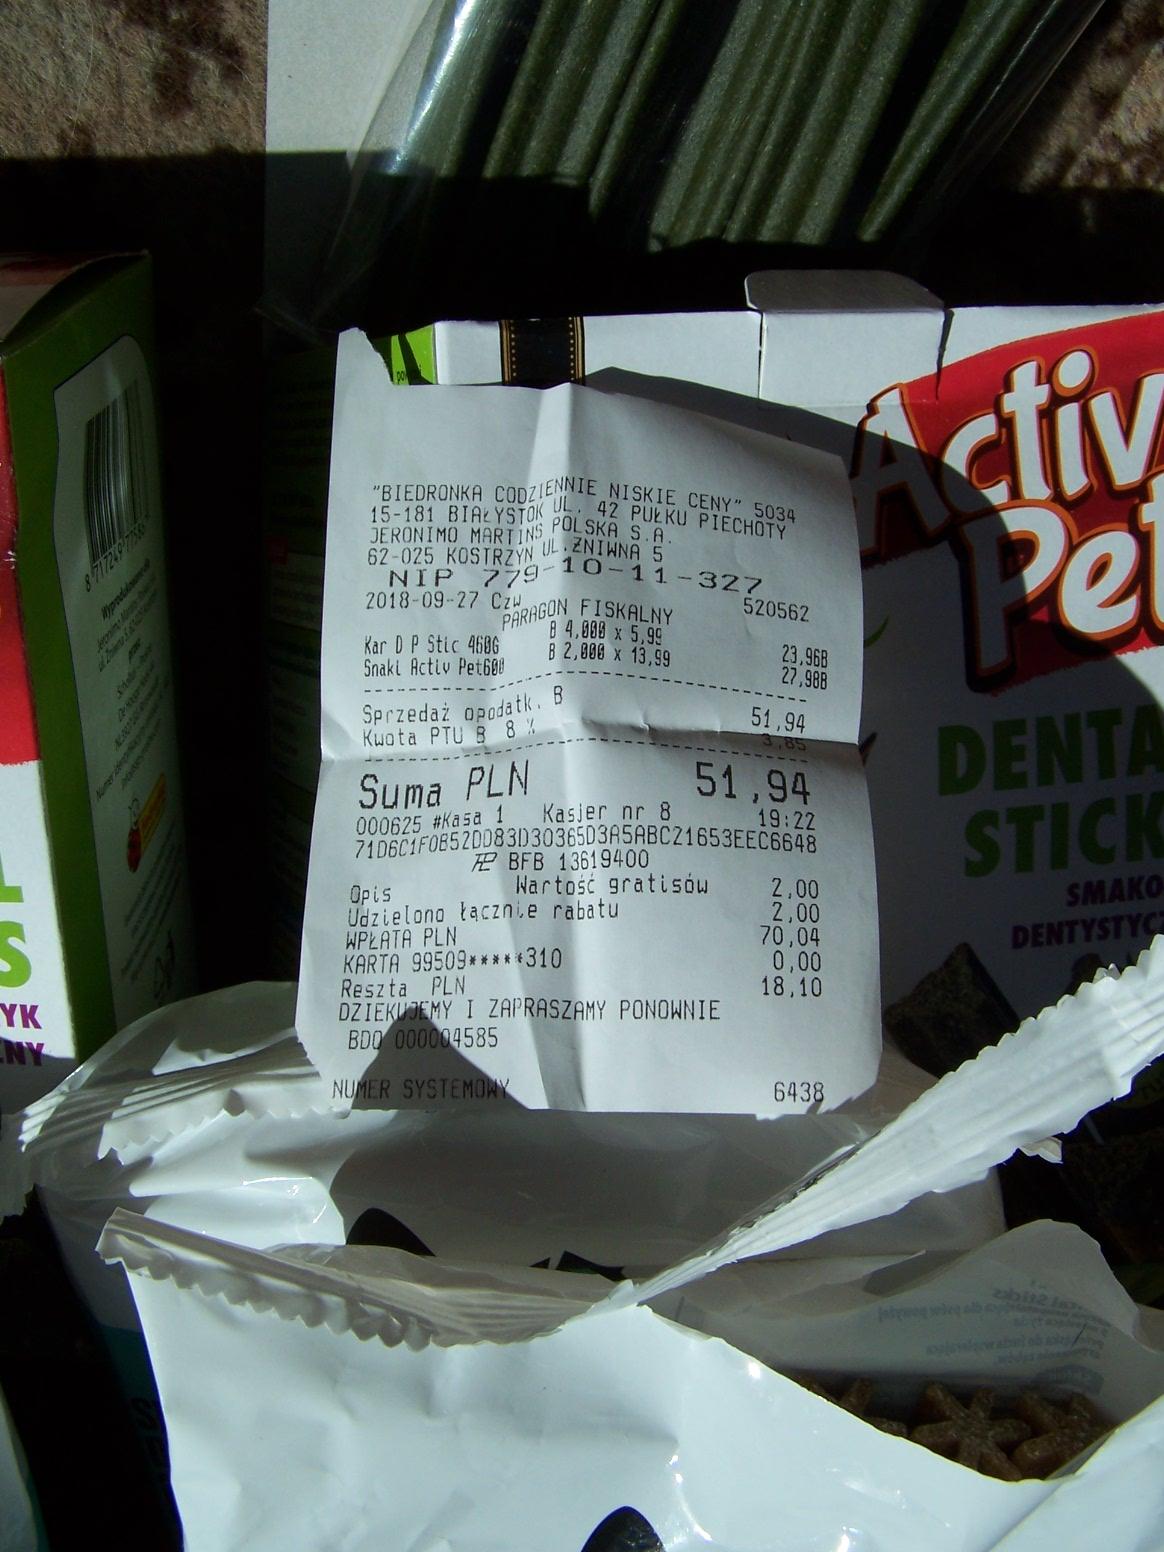 "BIEDRONKA CODZIENNIE NISKIE CENY" 5034
15-181 BIAŁYSTOK UL. 42 PUŁKU PIECHOTY
JERONIMO MARTINS POLSKA S.A.
62-025 KOSTRZYN UL.ŻNIWNA 5
NIP 779-10-11-327
2018-09-27 Czw 520562
PARAGON FISKALNY
Kar D P Stic 460G B 4,000 x 5,99 23,96B
Snaki Activ Pet600 B 2,000 x 13,99 27,98B
Sprzedaż opodatk. B 51,94
Kwota PTU B 8 % 3,85
Suma PLN 51,94
000625 #Kasa 1 Kasjer nr 8 19:22
71D6C1F0B52DD83D30365D3A5ABC21653EEC6648
BFB 13619400
Opis Wartość gratisów 2,00
Udzielono łącznie rabatu 2,00
WPŁATA PLN 70,04
KARTA 99509*****310 0,00
Reszta PLN 18,10
DZIĘKUJEMY I ZAPRASZAMY PONOWNIE
BDO 000004585
NUMER SYSTEMOWY 6438
Activ
Pet
DENTA
STICK
SMAKO
DENTYSTYCZ
L
S
YK
ZNY